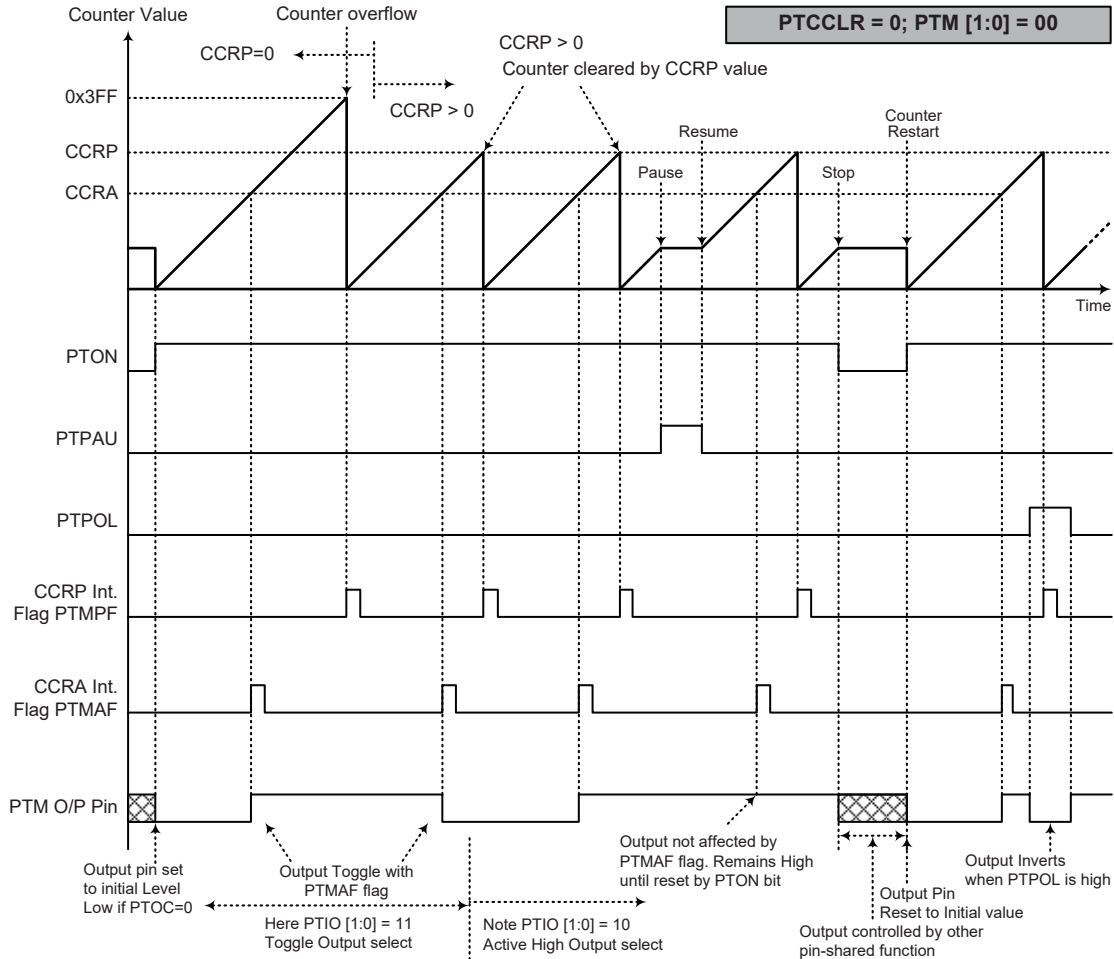 Counter Value
Counter overflow
PTCCLR = 0; PTM [1:0] = 00
CCRP=0
CCRP > 0
CCRP > 0
Counter cleared by CCRP value
0x3FF
CCRP
CCRA
Pause
Resume
Stop
Counter
Restart
Time
PTON
PTPAU
PTPOL
CCRP Int.
Flag PTMPF
CCRA Int.
Flag PTMAF
PTM O/P Pin
Output pin set
to initial Level
Low if PTOC=0
Output Toggle with
PTMAF flag
Here PTIO [1:0] = 11
Toggle Output select
Note PTIO [1:0] = 10
Active High Output select
Output not affected by
PTMAF flag. Remains High
until reset by PTON bit
Output Pin
Reset to Initial value
Output controlled by other
pin-shared function
Output Inverts
when PTPOL is high